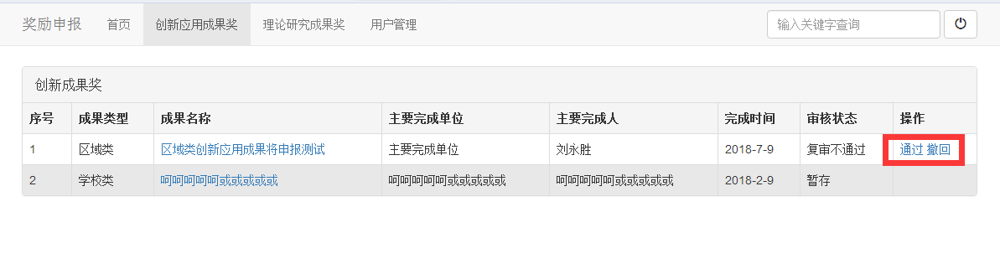 奖励申报 首页 创新应用成果奖 理论研究成果奖 用户管理 输入关键字查询
创新成果奖
序号 成果类型 成果名称 主要完成单位 主要完成人 完成时间 审核状态 操作
1 区域类 区域类创新应用成果将申报测试 主要完成单位 刘永胜 2018-7-9 复审不通过 通过 撤回
2 学校类 呵呵呵呵呵或或或或或 呵呵呵呵呵或或或或或 呵呵呵呵呵或或或或或 2018-2-9 暂存